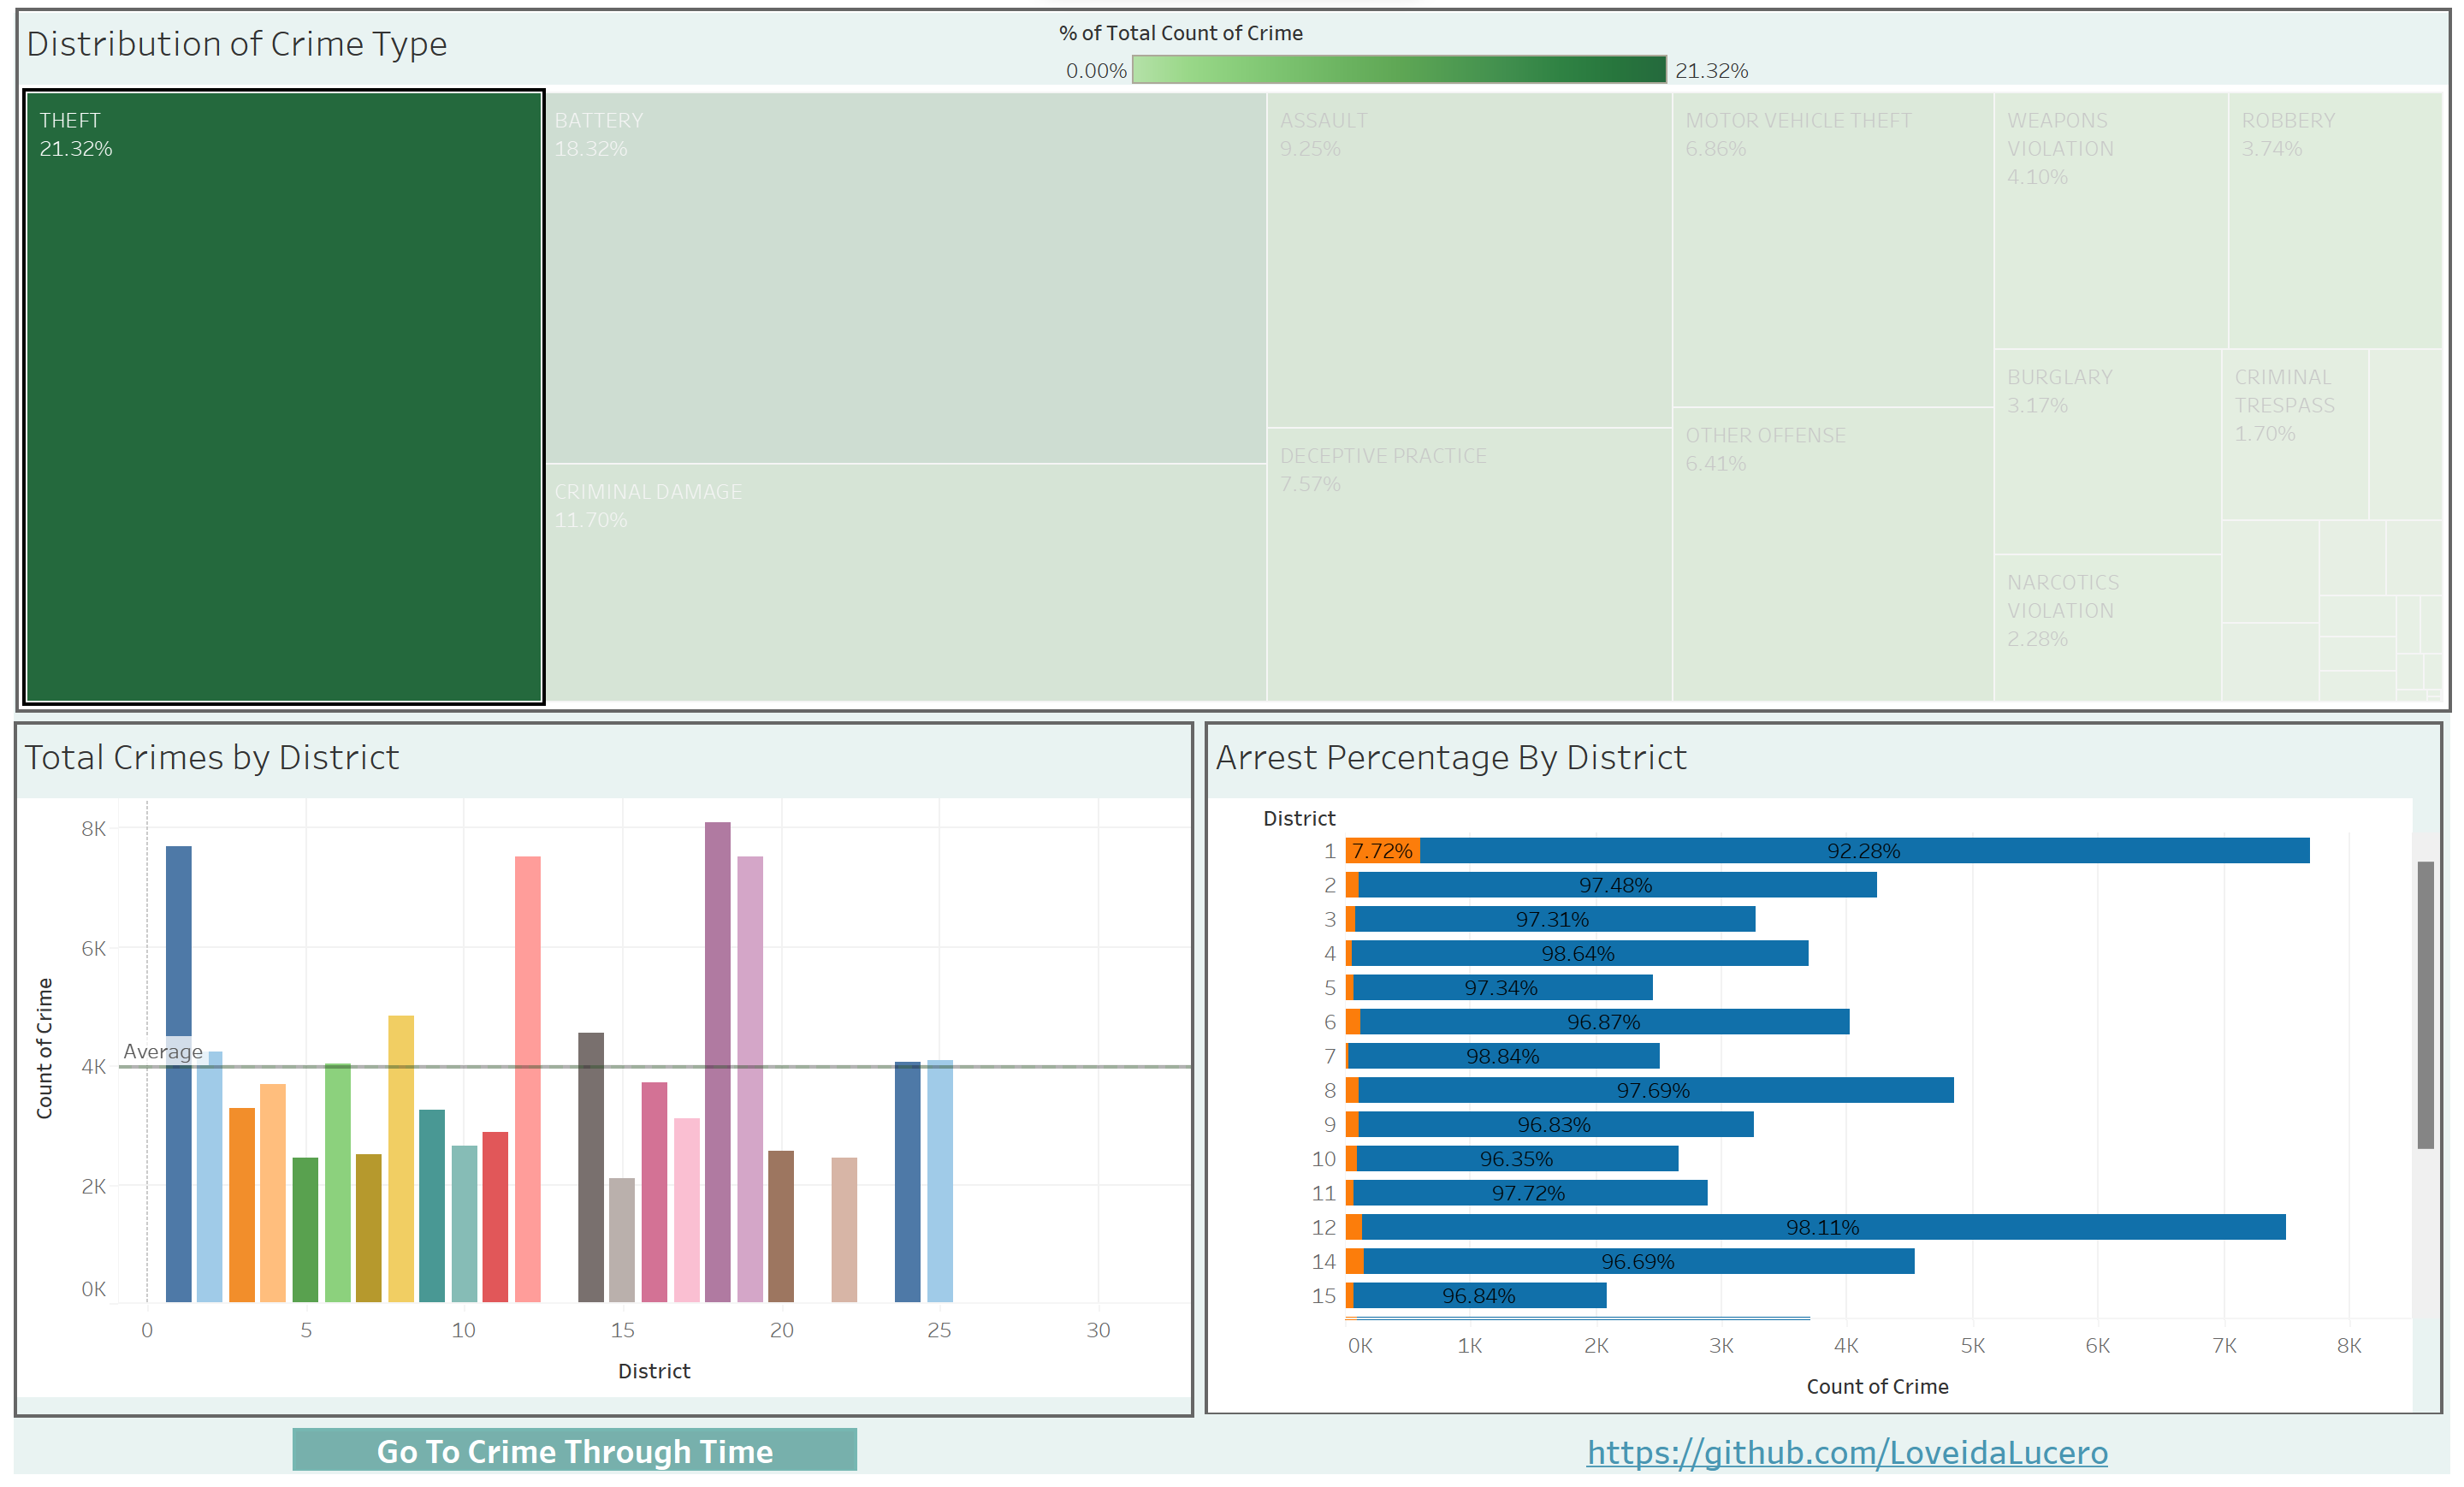 Distribution of Crime Type
% of Total Count of Crime
0.00%
21.32%
THEFT
21.32%
BATTERY
18.32%
CRIMINAL DAMAGE
11.70%
ASSAULT
9.25%
DECEPTIVE PRACTICE
7.57%
MOTOR VEHICLE THEFT
6.86%
OTHER OFFENSE
6.41%
WEAPONS
VIOLATION
4.10%
ROBBERY
3.74%
BURGLARY
3.17%
CRIMINAL
TRESPASS
1.70%
NARCOTICS
VIOLATION
2.28%
Total Crimes by District
Count of Crime
8K
6K
4K
2K
0K
Average
0
5
10
15
20
25
30
District
Arrest Percentage By District
District
1 7.72% 92.28%
2 97.48%
3 97.31%
4 98.64%
5 97.34%
6 96.87%
7 98.84%
8 97.69%
9 96.83%
10 96.35%
11 97.72%
12 98.11%
14 96.69%
15 96.84%
0K 1K 2K 3K 4K 5K 6K 7K 8K
Count of Crime
Go To Crime Through Time
https://github.com/LoveidaLucero